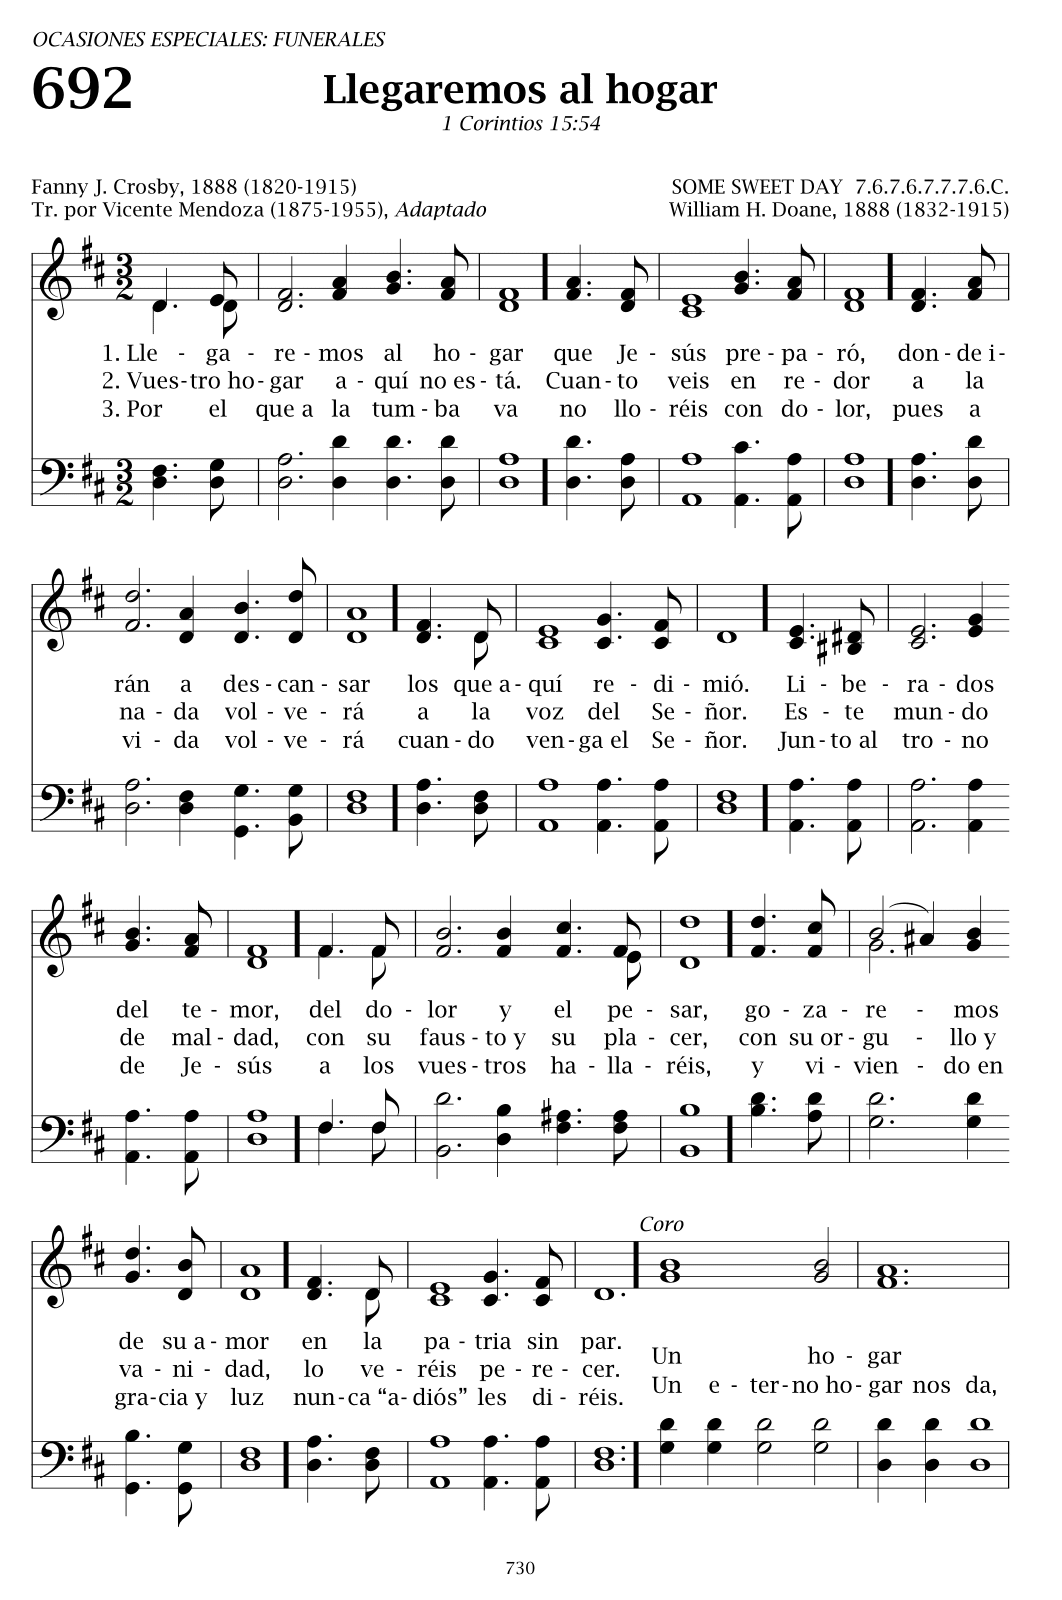 OCASIONES ESPECIALES: FUNERALES
692
Llegaremos al hogar
1 Corintios 15:54
Fanny J. Crosby, 1888 (1820-1915)
SOME SWEET DAY 7.6.7.6.7.7.7.6.C.
Tr. por Vicente Mendoza (1875-1955), Adaptado
William H. Doane, 1888 (1832-1915)
3
2
1. Lle - ga - re - mos al ho - gar que Je - sús pre - pa - ró, don - de i -
2. Vues - tro ho - gar a - quí no es - tá. Cuan - to veis en re - dor a la
3. Por el que a la tum - ba va no llo - réis con do - lor, pues a
3
2
rán a des - can - sar los que a - quí re - di - mió. Li - be - ra - dos
na - da vol - ve - rá a la voz del Se - ñor. Es - te mun - do
vi - da vol - ve - rá cuan - do ven - ga el Se - ñor. Jun - to al tro - no
del te - mor, del do - lor y el pe - sar, go - za - re - mos
de mal - dad, con su faus - to y su pla - cer, con su or - gu - llo y
de Je - sús a los vues - tros ha - lla - réis, y vi - vien - do en
Coro
de su a - mor en la pa - tria sin par.
va - ni - dad, lo ve - réis pe - re - cer.
gra - cia y luz nun - ca “a - diós” les di - réis.
Un ho - gar
Un e - ter - no ho - gar nos da,
730